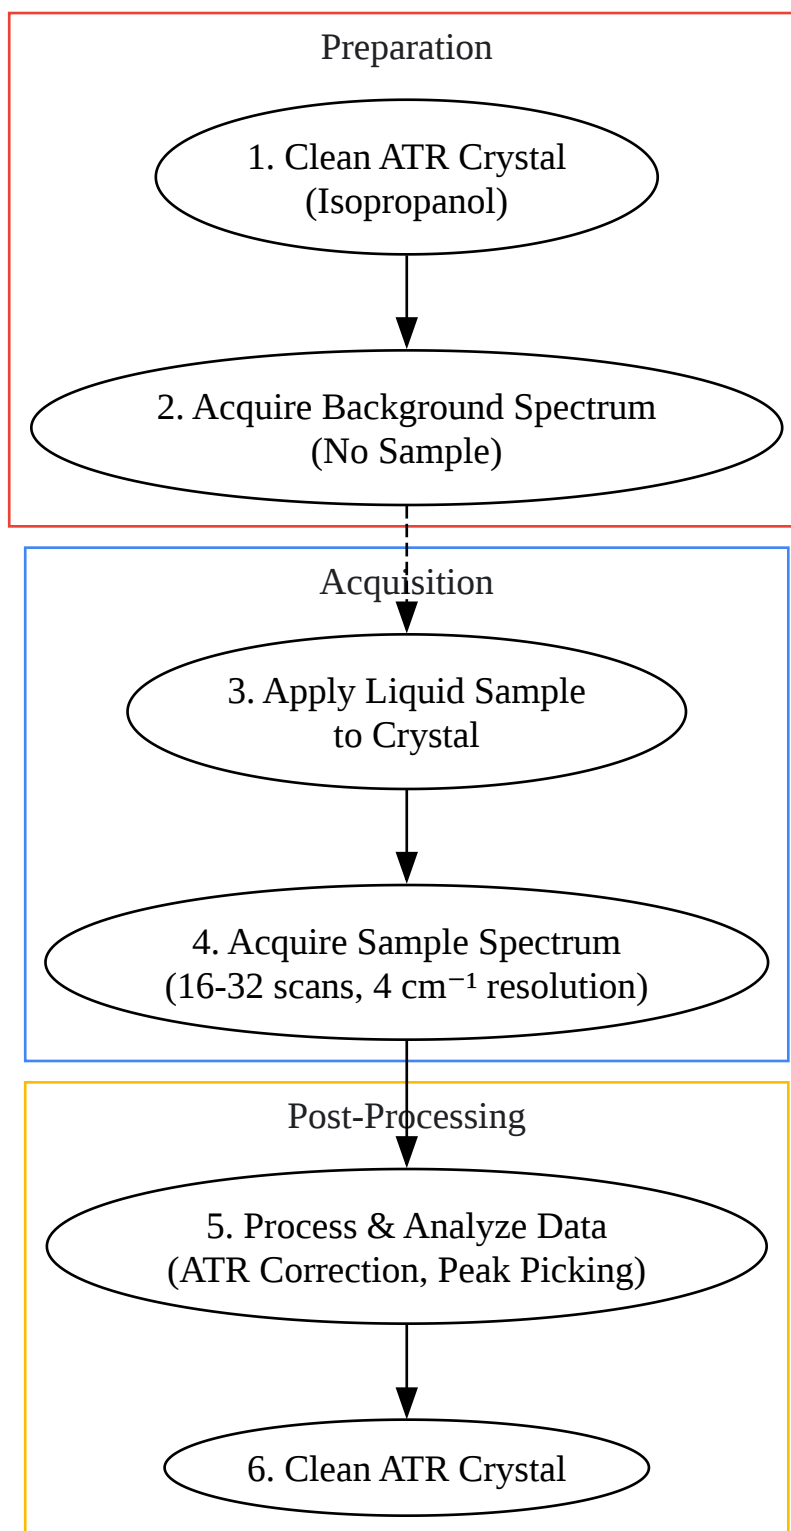 Preparation
1. Clean ATR Crystal
(Isopropanol)
2. Acquire Background Spectrum
(No Sample)
Acquisition
3. Apply Liquid Sample
to Crystal
4. Acquire Sample Spectrum
(16-32 scans, 4 cm⁻¹ resolution)
Post-Processing
5. Process & Analyze Data
(ATR Correction, Peak Picking)
6. Clean ATR Crystal